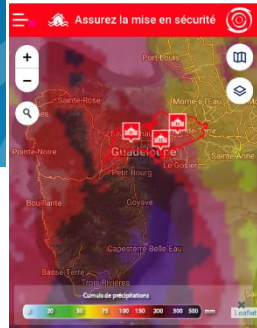 Assurez la mise en sécurité
+
Port-Louis
−
Sainte-Rose
Morne-à-l'Eau
Pointe-Noire
Guadeloupe
Sainte Anne
Le Gosier
Petit-Bourg
Bouillante
Goyave
Capesterre-Belle-Eau
Basse-Terre
Trois-Rivières
Cumuls de précipitations
20 50 75 100 150 200 300 500 mm
Leaflet